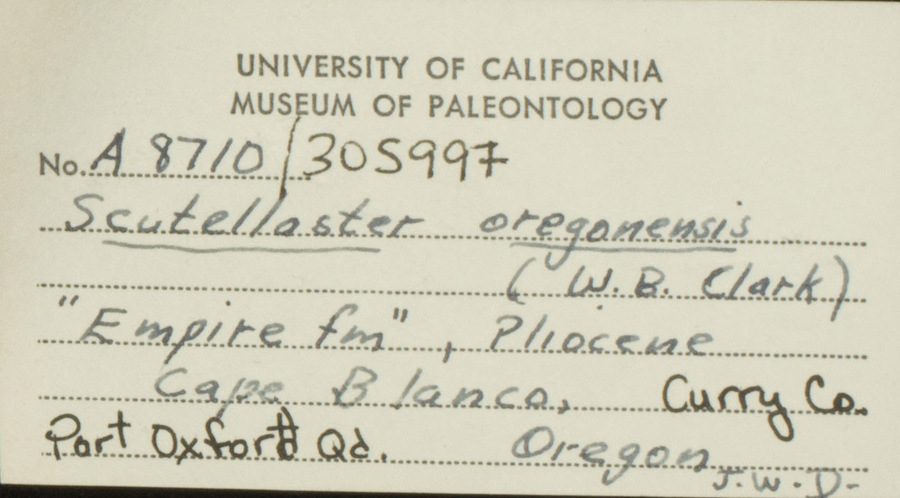 UNIVERSITY OF CALIFORNIA
MUSEUM OF PALEONTOLOGY
No. A 8710 / 305997
Scutellaster oregonensis
(W.B. Clark)
"Empire fm", Pliocene
Cape Blanco, Curry Co.
Port Oxford Qd. Oregon
J.W.D-